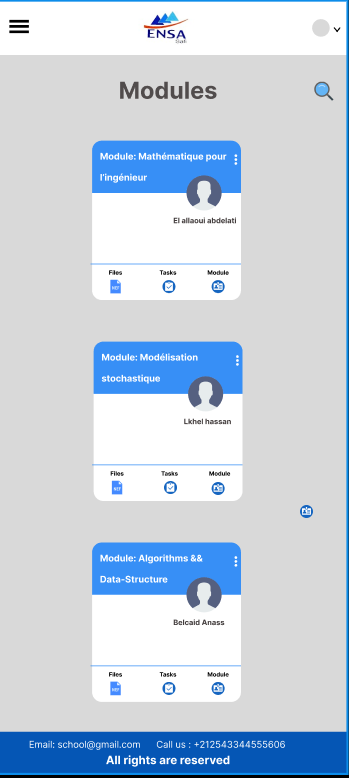 ENSA
Safi
Modules
Module: Mathématique pour
l'ingénieur
El allaoui abdelati
Files Tasks Module
Module: Modélisation
stochastique
Lkhel hassan
Files Tasks Module
Module: Algorithms &&
Data-Structure
Belcaid Anass
Files Tasks Module
Email: school@gmail.com Call us : +212543344555606
All rights are reserved